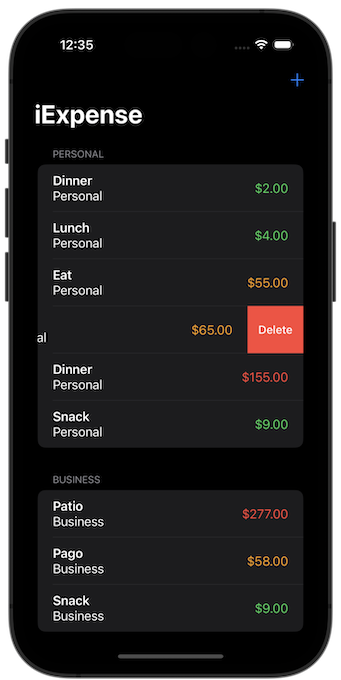 12:35
+
iExpense
PERSONAL
Dinner
Personal
$2.00
Lunch
Personal
$4.00
Eat
Personal
$55.00
al
$65.00
Delete
Dinner
Personal
$155.00
Snack
Personal
$9.00
BUSINESS
Patio
Business
$277.00
Pago
Business
$58.00
Snack
Business
$9.00